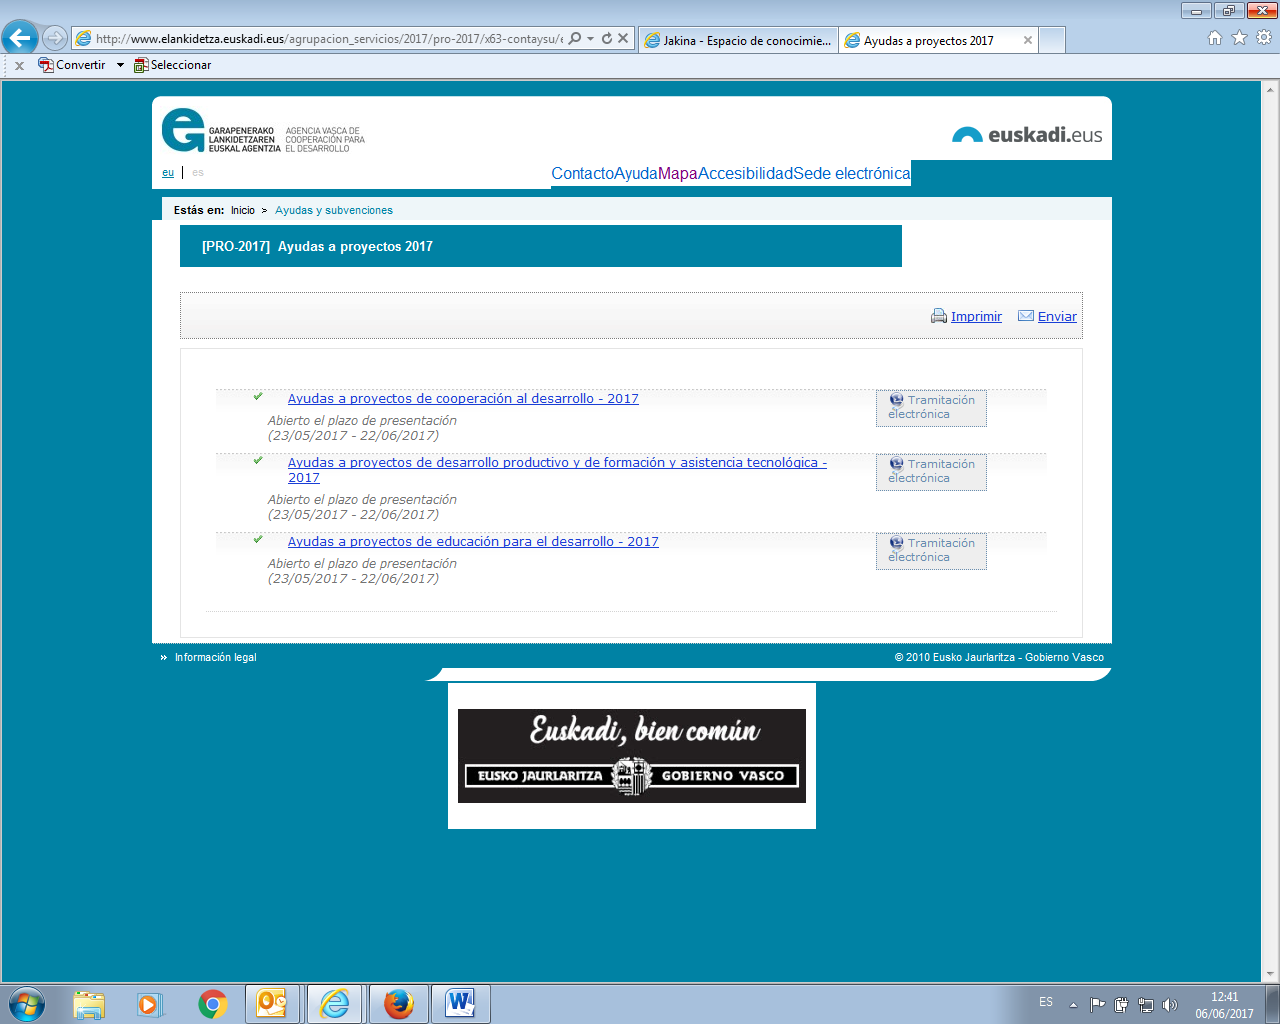 http://www.elankidetza.euskadi.eus/agrupacion_servicios/2017/pro-2017/x63-contaysu/e
Jakina - Espacio de conocimie...
Ayudas a proyectos 2017
x Convertir Seleccionar
GARAPENERAKO LANKIDETZAREN EUSKAL AGENTZIA
AGENCIA VASCA DE COOPERACIÓN PARA EL DESARROLLO
euskadi.eus
eu | es
ContactoAyudaMapaAccesibilidadSede electrónica
Estás en: Inicio > Ayudas y subvenciones
[PRO-2017] Ayudas a proyectos 2017
Imprimir Enviar
Ayudas a proyectos de cooperación al desarrollo - 2017
Abierto el plazo de presentación
(23/05/2017 - 22/06/2017)
Tramitación
electrónica
Ayudas a proyectos de desarrollo productivo y de formación y asistencia tecnológica -
2017
Abierto el plazo de presentación
(23/05/2017 - 22/06/2017)
Tramitación
electrónica
Ayudas a proyectos de educación para el desarrollo - 2017
Abierto el plazo de presentación
(23/05/2017 - 22/06/2017)
Tramitación
electrónica
» Información legal
© 2010 Eusko Jaurlaritza - Gobierno Vasco
Euskadi, bien común
EUSKO JAURLARITZA GOBIERNO VASCO
ES
12:41
06/06/2017